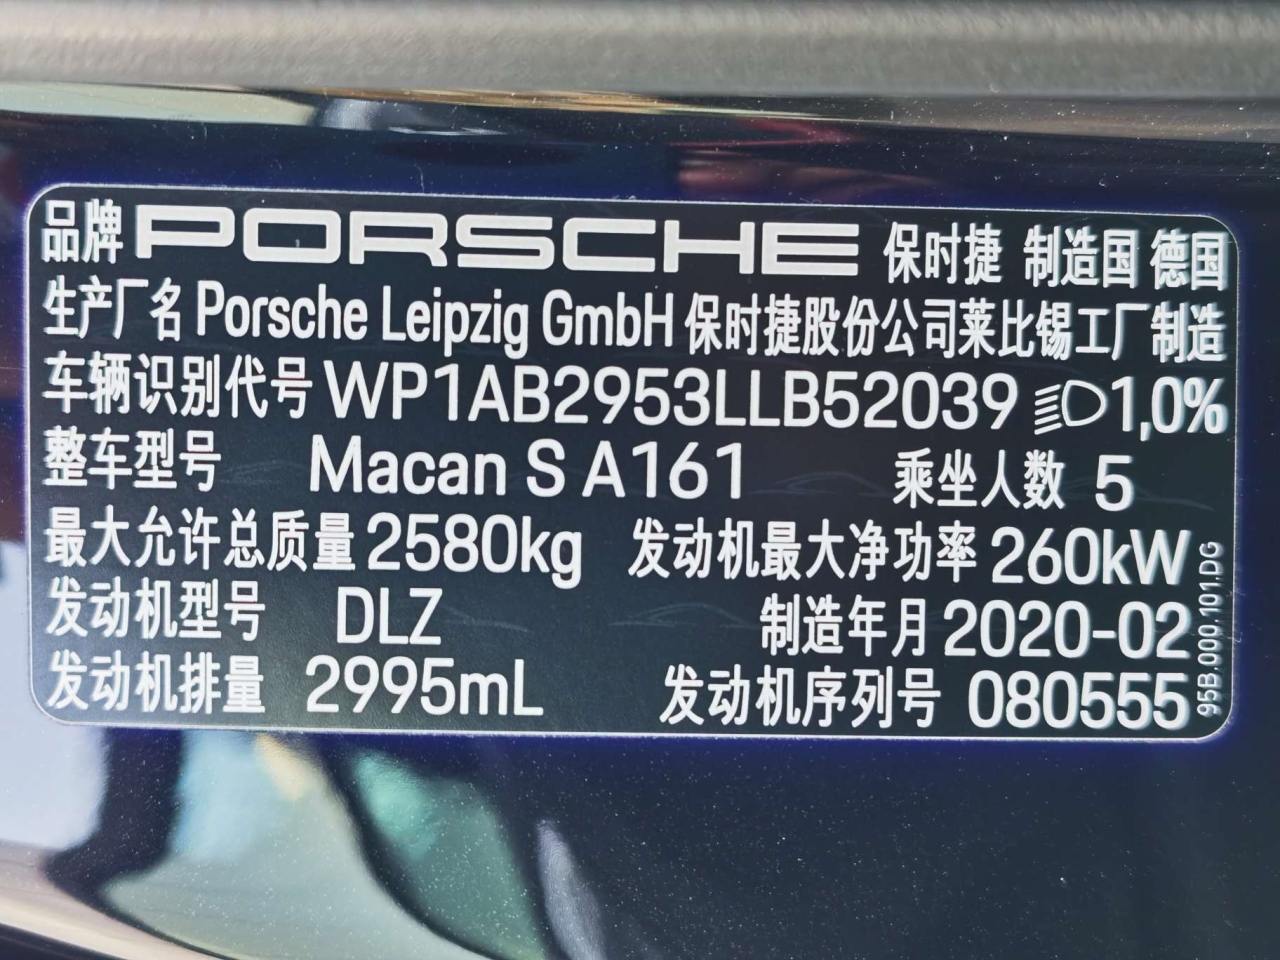 品牌 PORSCHE 保时捷 制造国 德国
生产厂名 Porsche Leipzig GmbH 保时捷股份公司莱比锡工厂制造
车辆识别代号 WP1AB2953LLB52039 1,0%
整车型号 Macan S A161 乘坐人数 5
最大允许总质量 2580kg 发动机最大净功率 260kW
发动机型号 DLZ 制造年月 2020-02
发动机排量 2995mL 发动机序列号 080555
95B.000.101.DG